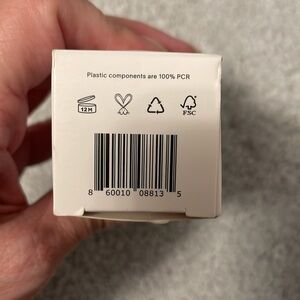 Plastic components are 100% PCR
12M
FSC
8 60010 08813 5